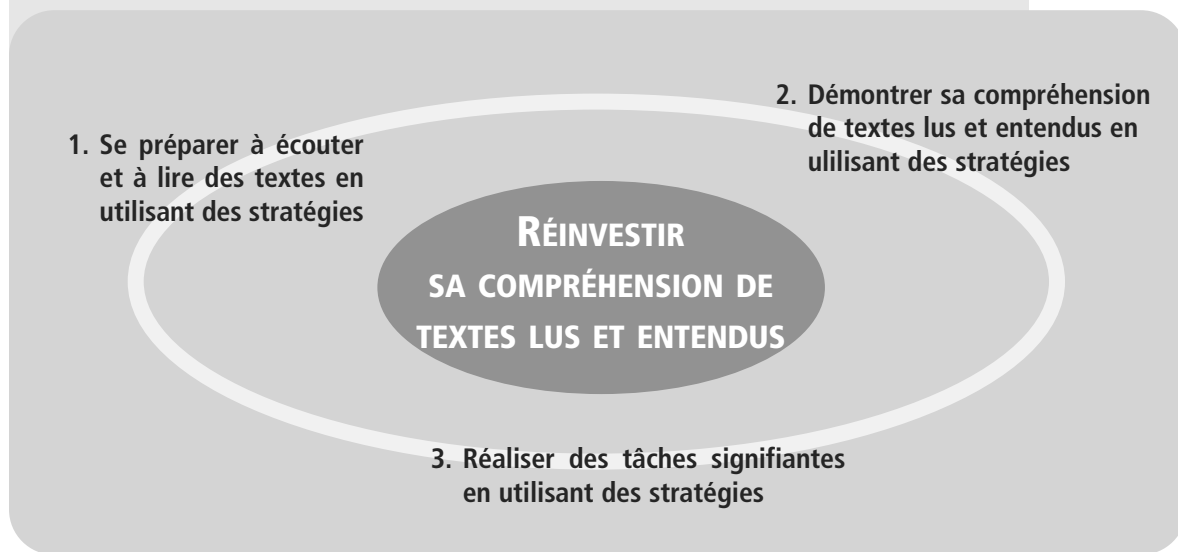 1. Se préparer à écouter
et à lire des textes en
utilisant des stratégies
2. Démontrer sa compréhension
de textes lus et entendus en
ulilisant des stratégies
RÉINVESTIR
SA COMPRÉHENSION DE
TEXTES LUS ET ENTENDUS
3. Réaliser des tâches signifiantes
en utilisant des stratégies